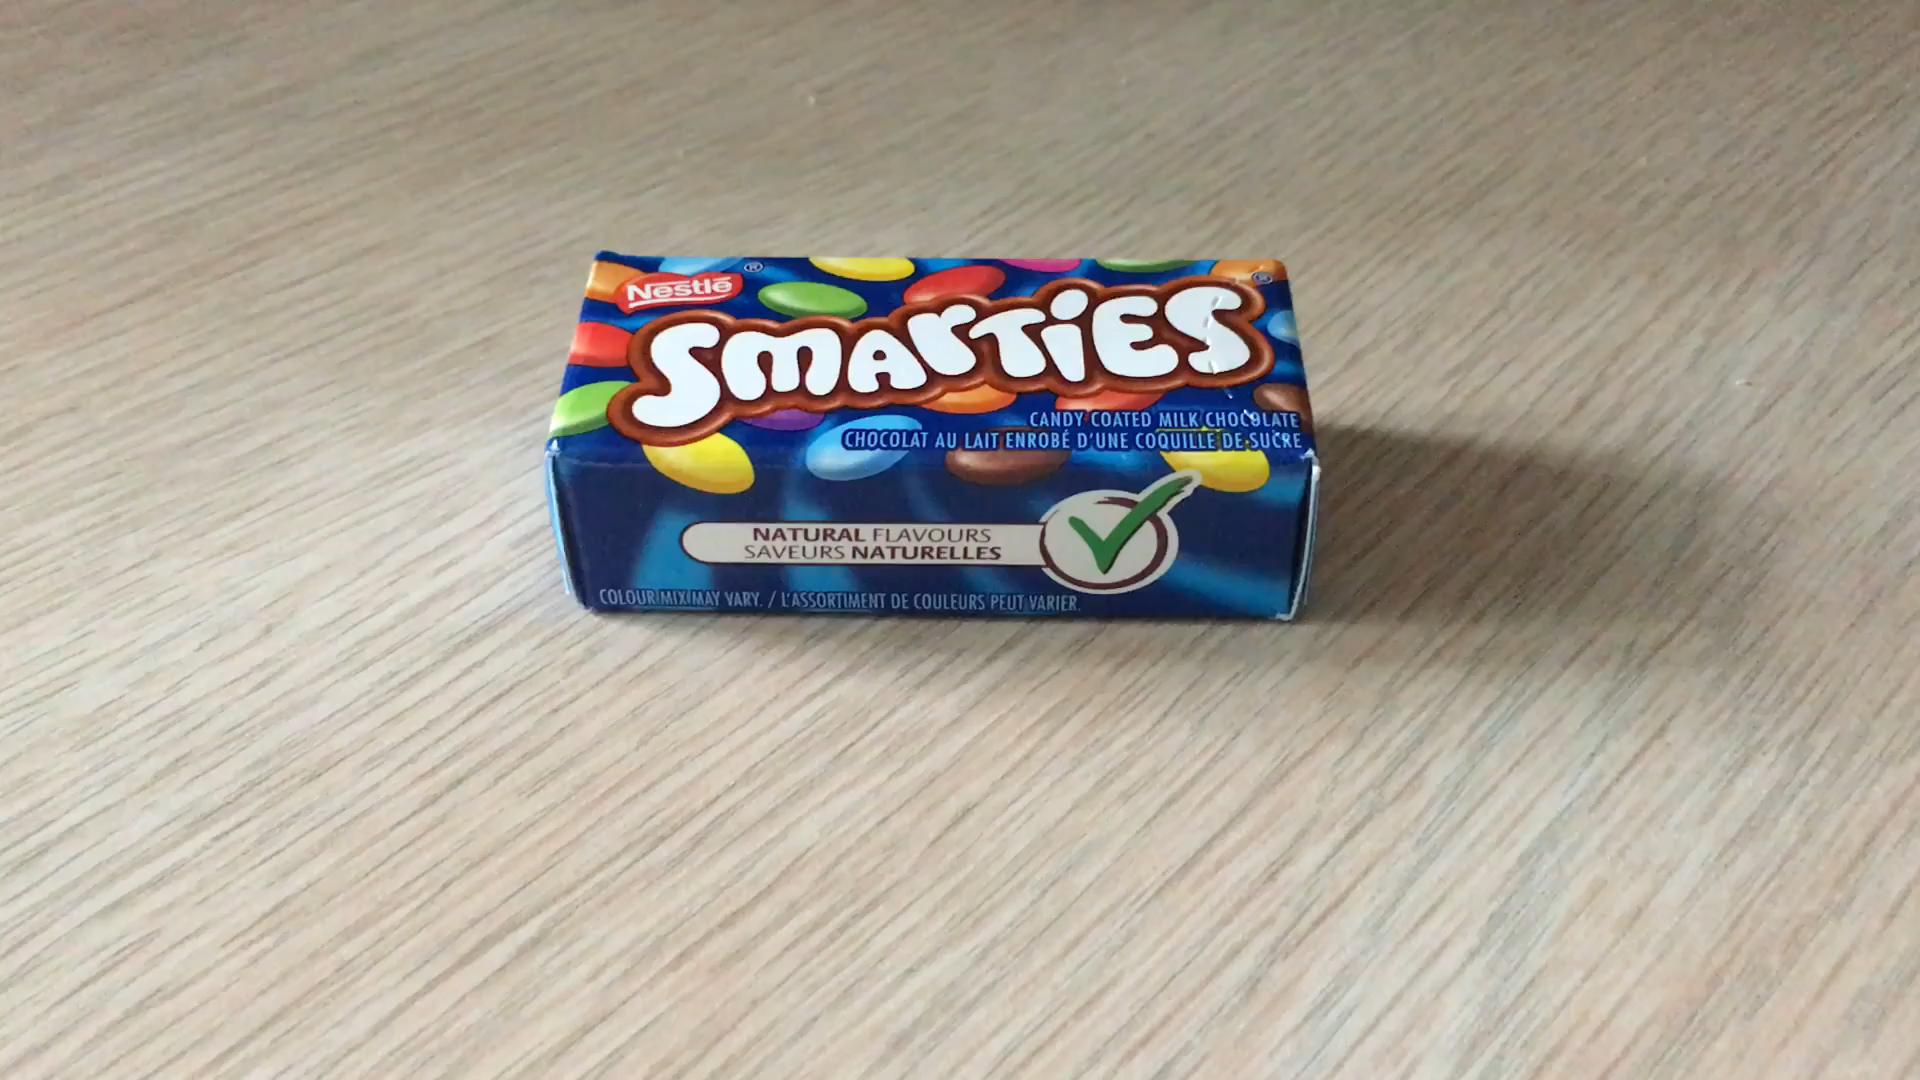 Nestlé ®
SMARTIES ®
CANDY COATED MILK CHOCOLATE
CHOCOLAT AU LAIT ENROBÉ D'UNE COQUILLE DE SUCRE
NATURAL FLAVOURS
SAVEURS NATURELLES
COLOUR MIX MAY VARY. / L'ASSORTIMENT DE COULEURS PEUT VARIER.